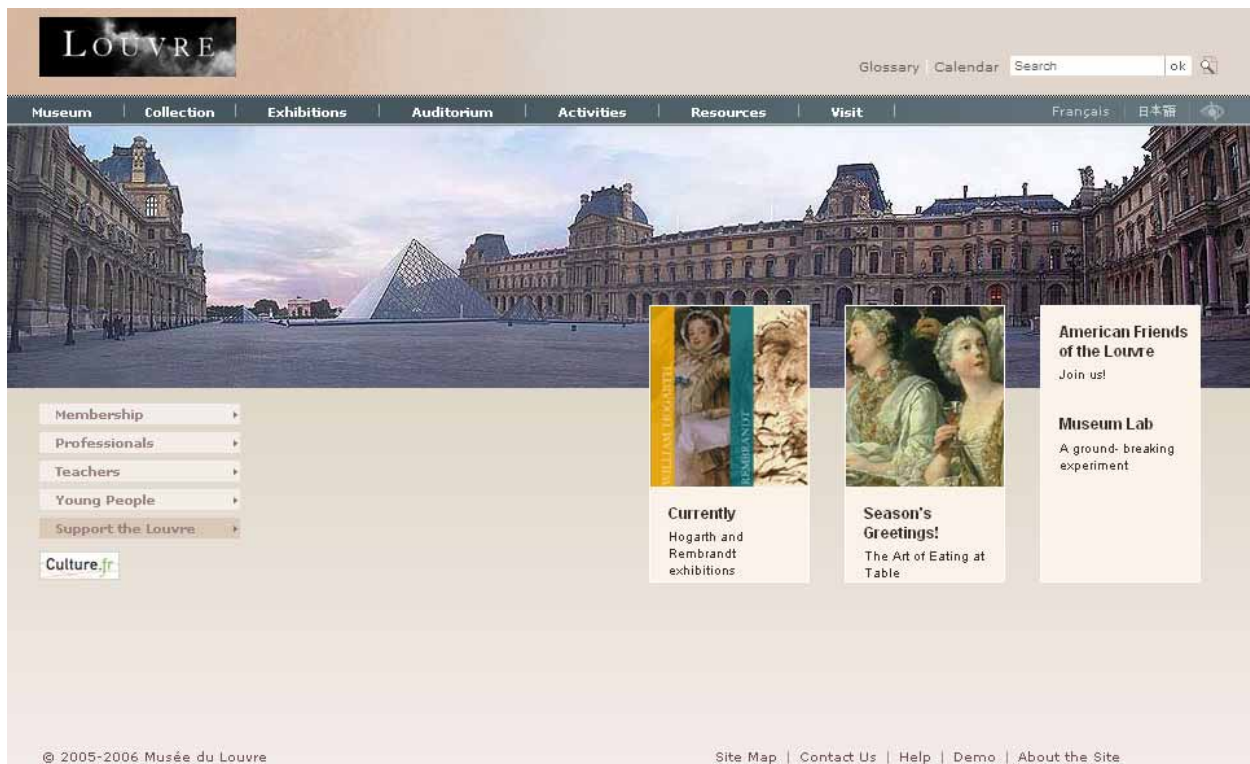 LOUVRE
Glossary Calendar Search ok
Museum Collection Exhibitions Auditorium Activities Resources Visit Français 日本語
WILLIAM HOGARTH
REMBRANDT
American Friends
of the Louvre
Join us!
Museum Lab
A ground- breaking
experiment
Membership
Professionals
Teachers
Young People
Support the Louvre
Culture.fr
Currently
Hogarth and
Rembrandt
exhibitions
Season's
Greetings!
The Art of Eating at
Table
© 2005-2006 Musée du Louvre
Site Map | Contact Us | Help | Demo | About the Site